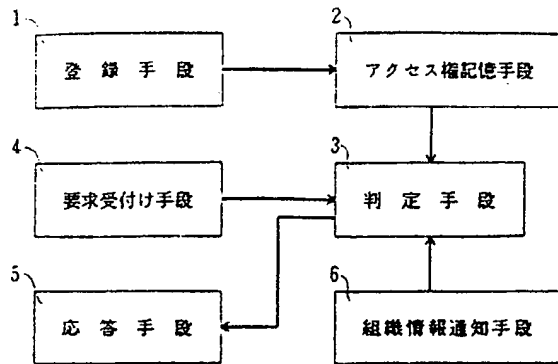 1
登録手段
2
アクセス権記憶手段
4
要求受付け手段
3
判定手段
5
応答手段
6
組織情報通知手段